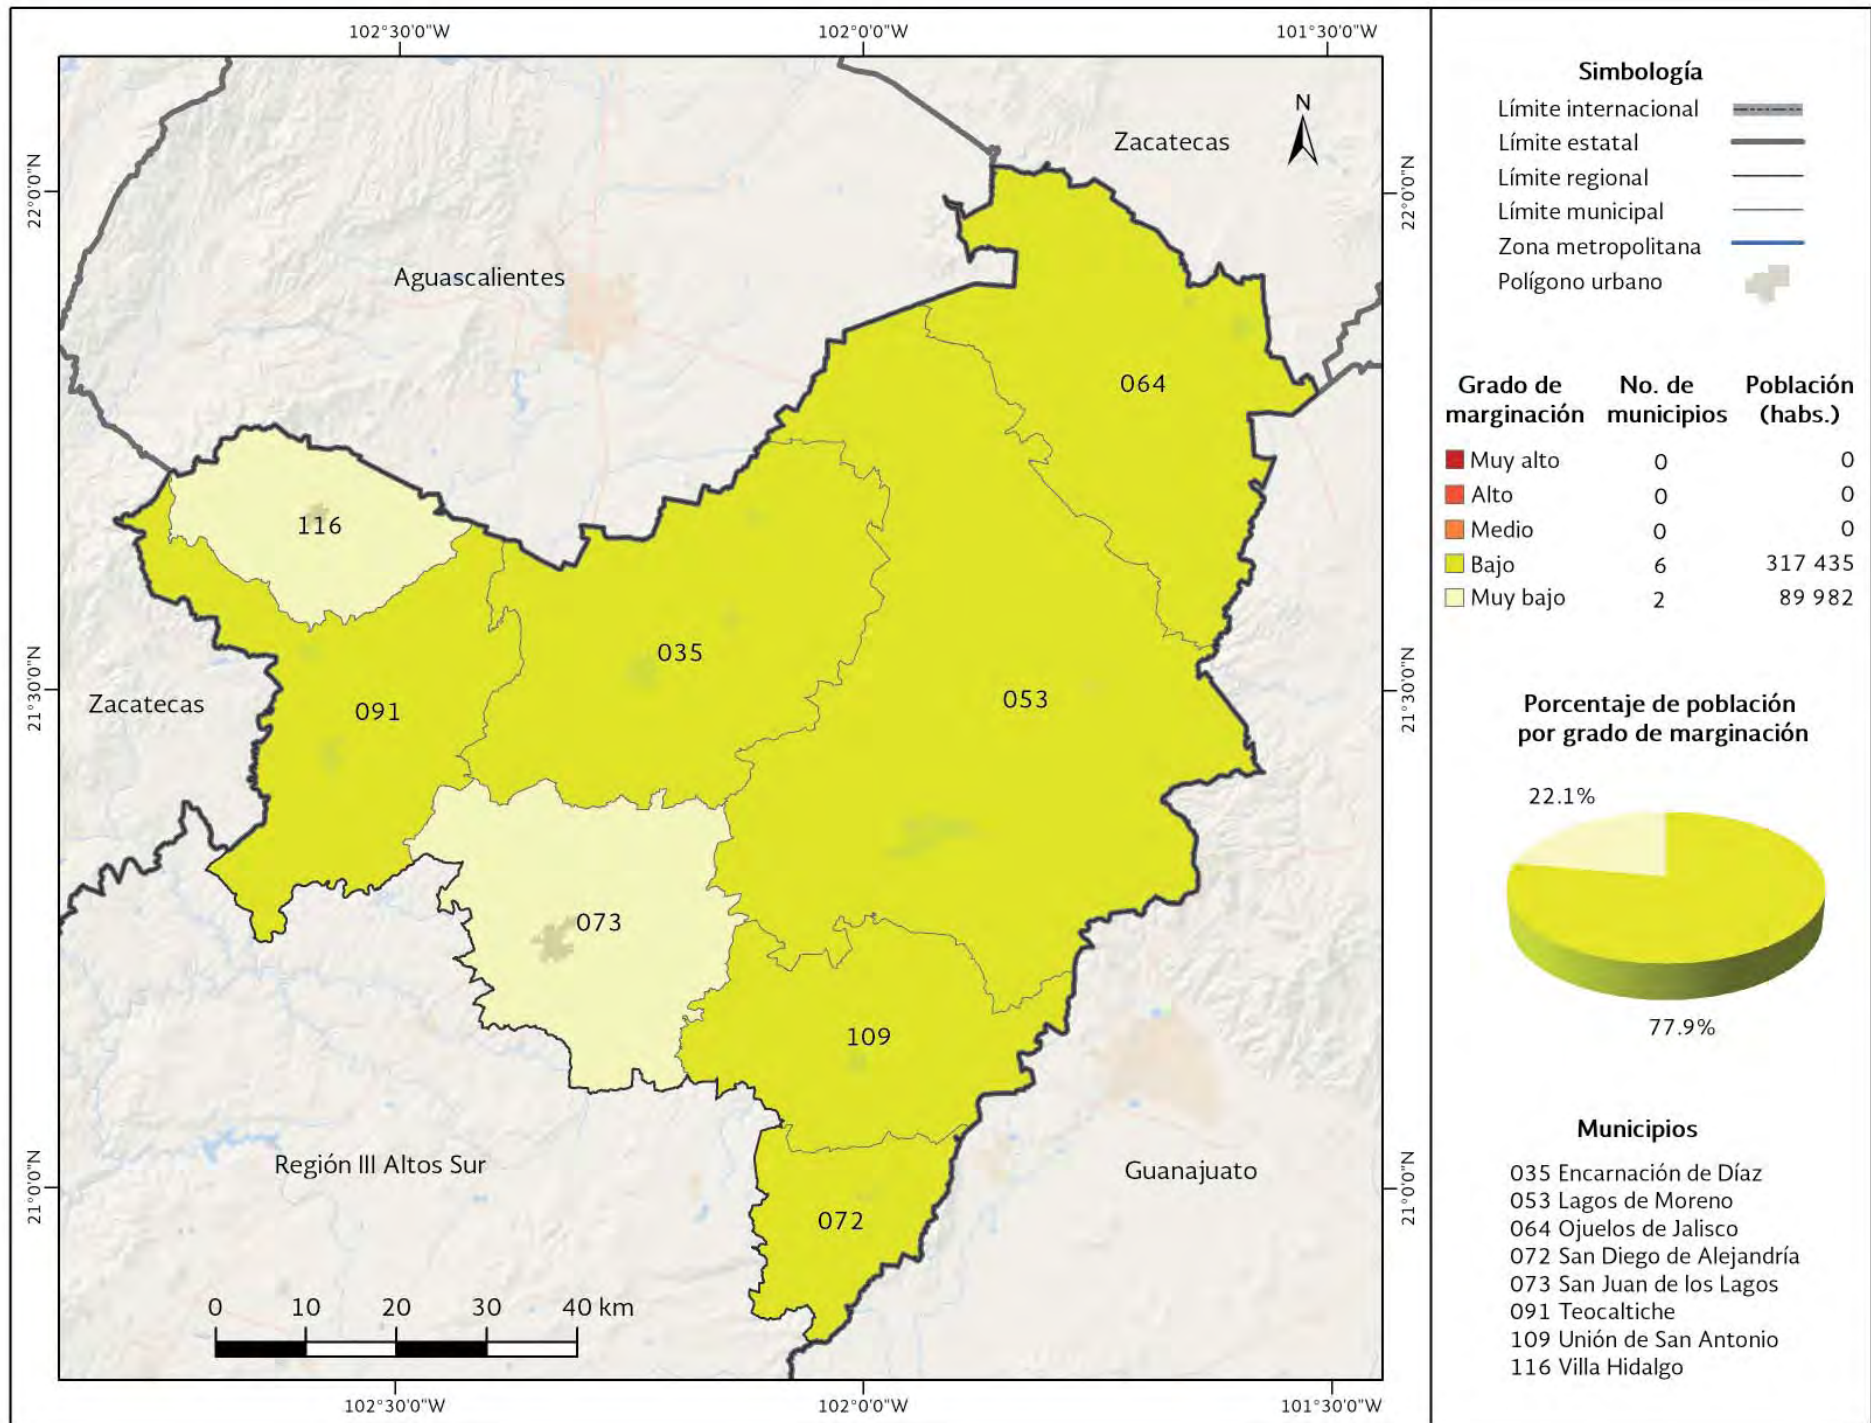 102°30'0"W 102°0'0"W 101°30'0"W
22°0'0"N
21°30'0"N
21°0'0"N
N
Zacatecas
Aguascalientes
064
116
035
053
Zacatecas
091
073
109
Región III Altos Sur
Guanajuato
072
0 10 20 30 40 km
22°0'0"N
21°30'0"N
21°0'0"N
102°30'0"W 102°0'0"W 101°30'0"W
Simbología
Límite internacional
Límite estatal
Límite regional
Límite municipal
Zona metropolitana
Polígono urbano
Grado de No. de Población
marginación municipios (habs.)
Muy alto 0 0
Alto 0 0
Medio 0 0
Bajo 6 317 435
Muy bajo 2 89 982
Porcentaje de población
por grado de marginación
22.1%
77.9%
Municipios
035 Encarnación de Díaz
053 Lagos de Moreno
064 Ojuelos de Jalisco
072 San Diego de Alejandría
073 San Juan de los Lagos
091 Teocaltiche
109 Unión de San Antonio
116 Villa Hidalgo